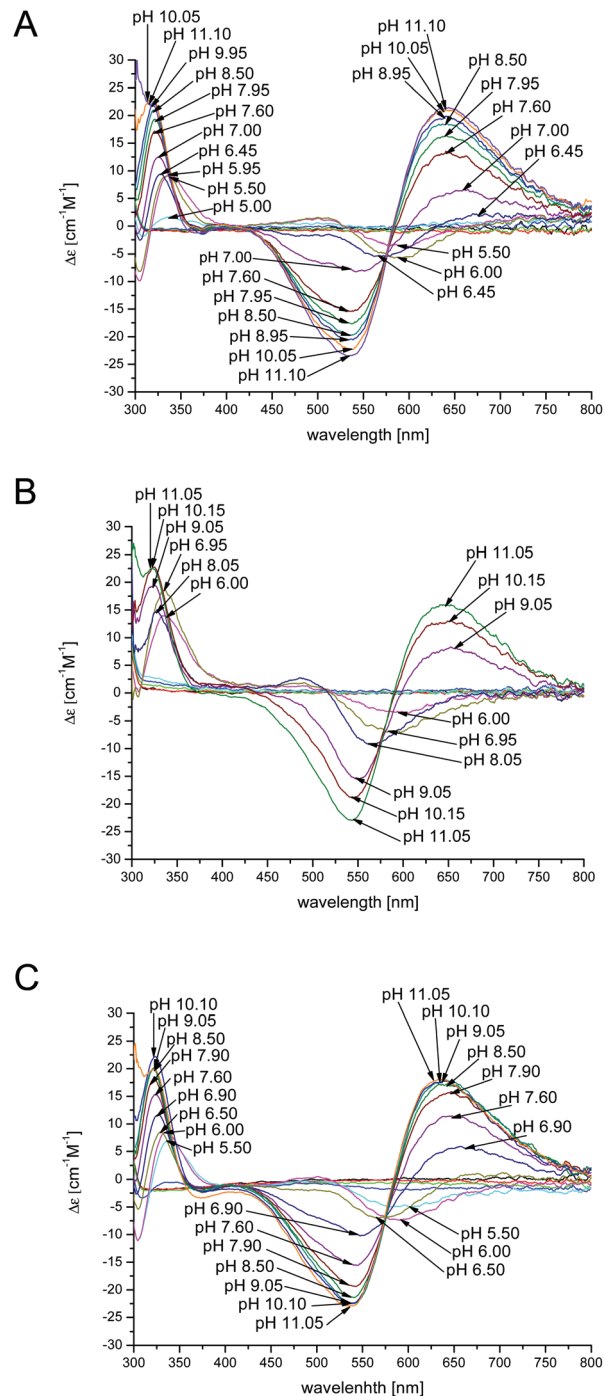 A
pH 10.05
pH 11.10
pH 9.95
pH 8.50
pH 7.95
pH 7.60
pH 7.00
pH 6.45
pH 5.95
pH 5.50
pH 5.00
pH 11.10
pH 10.05
pH 8.95
pH 8.50
pH 7.95
pH 7.60
pH 7.00
pH 6.45
pH 7.00
pH 7.60
pH 7.95
pH 8.50
pH 8.95
pH 10.05
pH 11.10
pH 5.50
pH 6.00
pH 6.45
30
25
20
15
10
5
0
-5
-10
-15
-20
-25
-30
Δε [cm⁻¹M⁻¹]
300 350 400 450 500 550 600 650 700 750 800
wavelength [nm]
B
pH 11.05
pH 10.15
pH 9.05
pH 6.95
pH 8.05
pH 6.00
pH 11.05
pH 10.15
pH 9.05
pH 6.00
pH 6.95
pH 8.05
pH 9.05
pH 10.15
pH 11.05
30
25
20
15
10
5
0
-5
-10
-15
-20
-25
-30
Δε [cm⁻¹M⁻¹]
300 350 400 450 500 550 600 650 700 750 800
wavelength [nm]
C
pH 10.10
pH 9.05
pH 8.50
pH 7.90
pH 7.60
pH 6.90
pH 6.50
pH 6.00
pH 5.50
pH 11.05
pH 10.10
pH 9.05
pH 8.50
pH 7.90
pH 7.60
pH 6.90
pH 6.90
pH 7.60
pH 7.90
pH 8.50
pH 9.05
pH 10.10
pH 11.05
pH 5.50
pH 6.00
pH 6.50
30
25
20
15
10
5
0
-5
-10
-15
-20
-25
-30
Δε [cm⁻¹M⁻¹]
300 350 400 450 500 550 600 650 700 750 800
wavelenhth [nm]